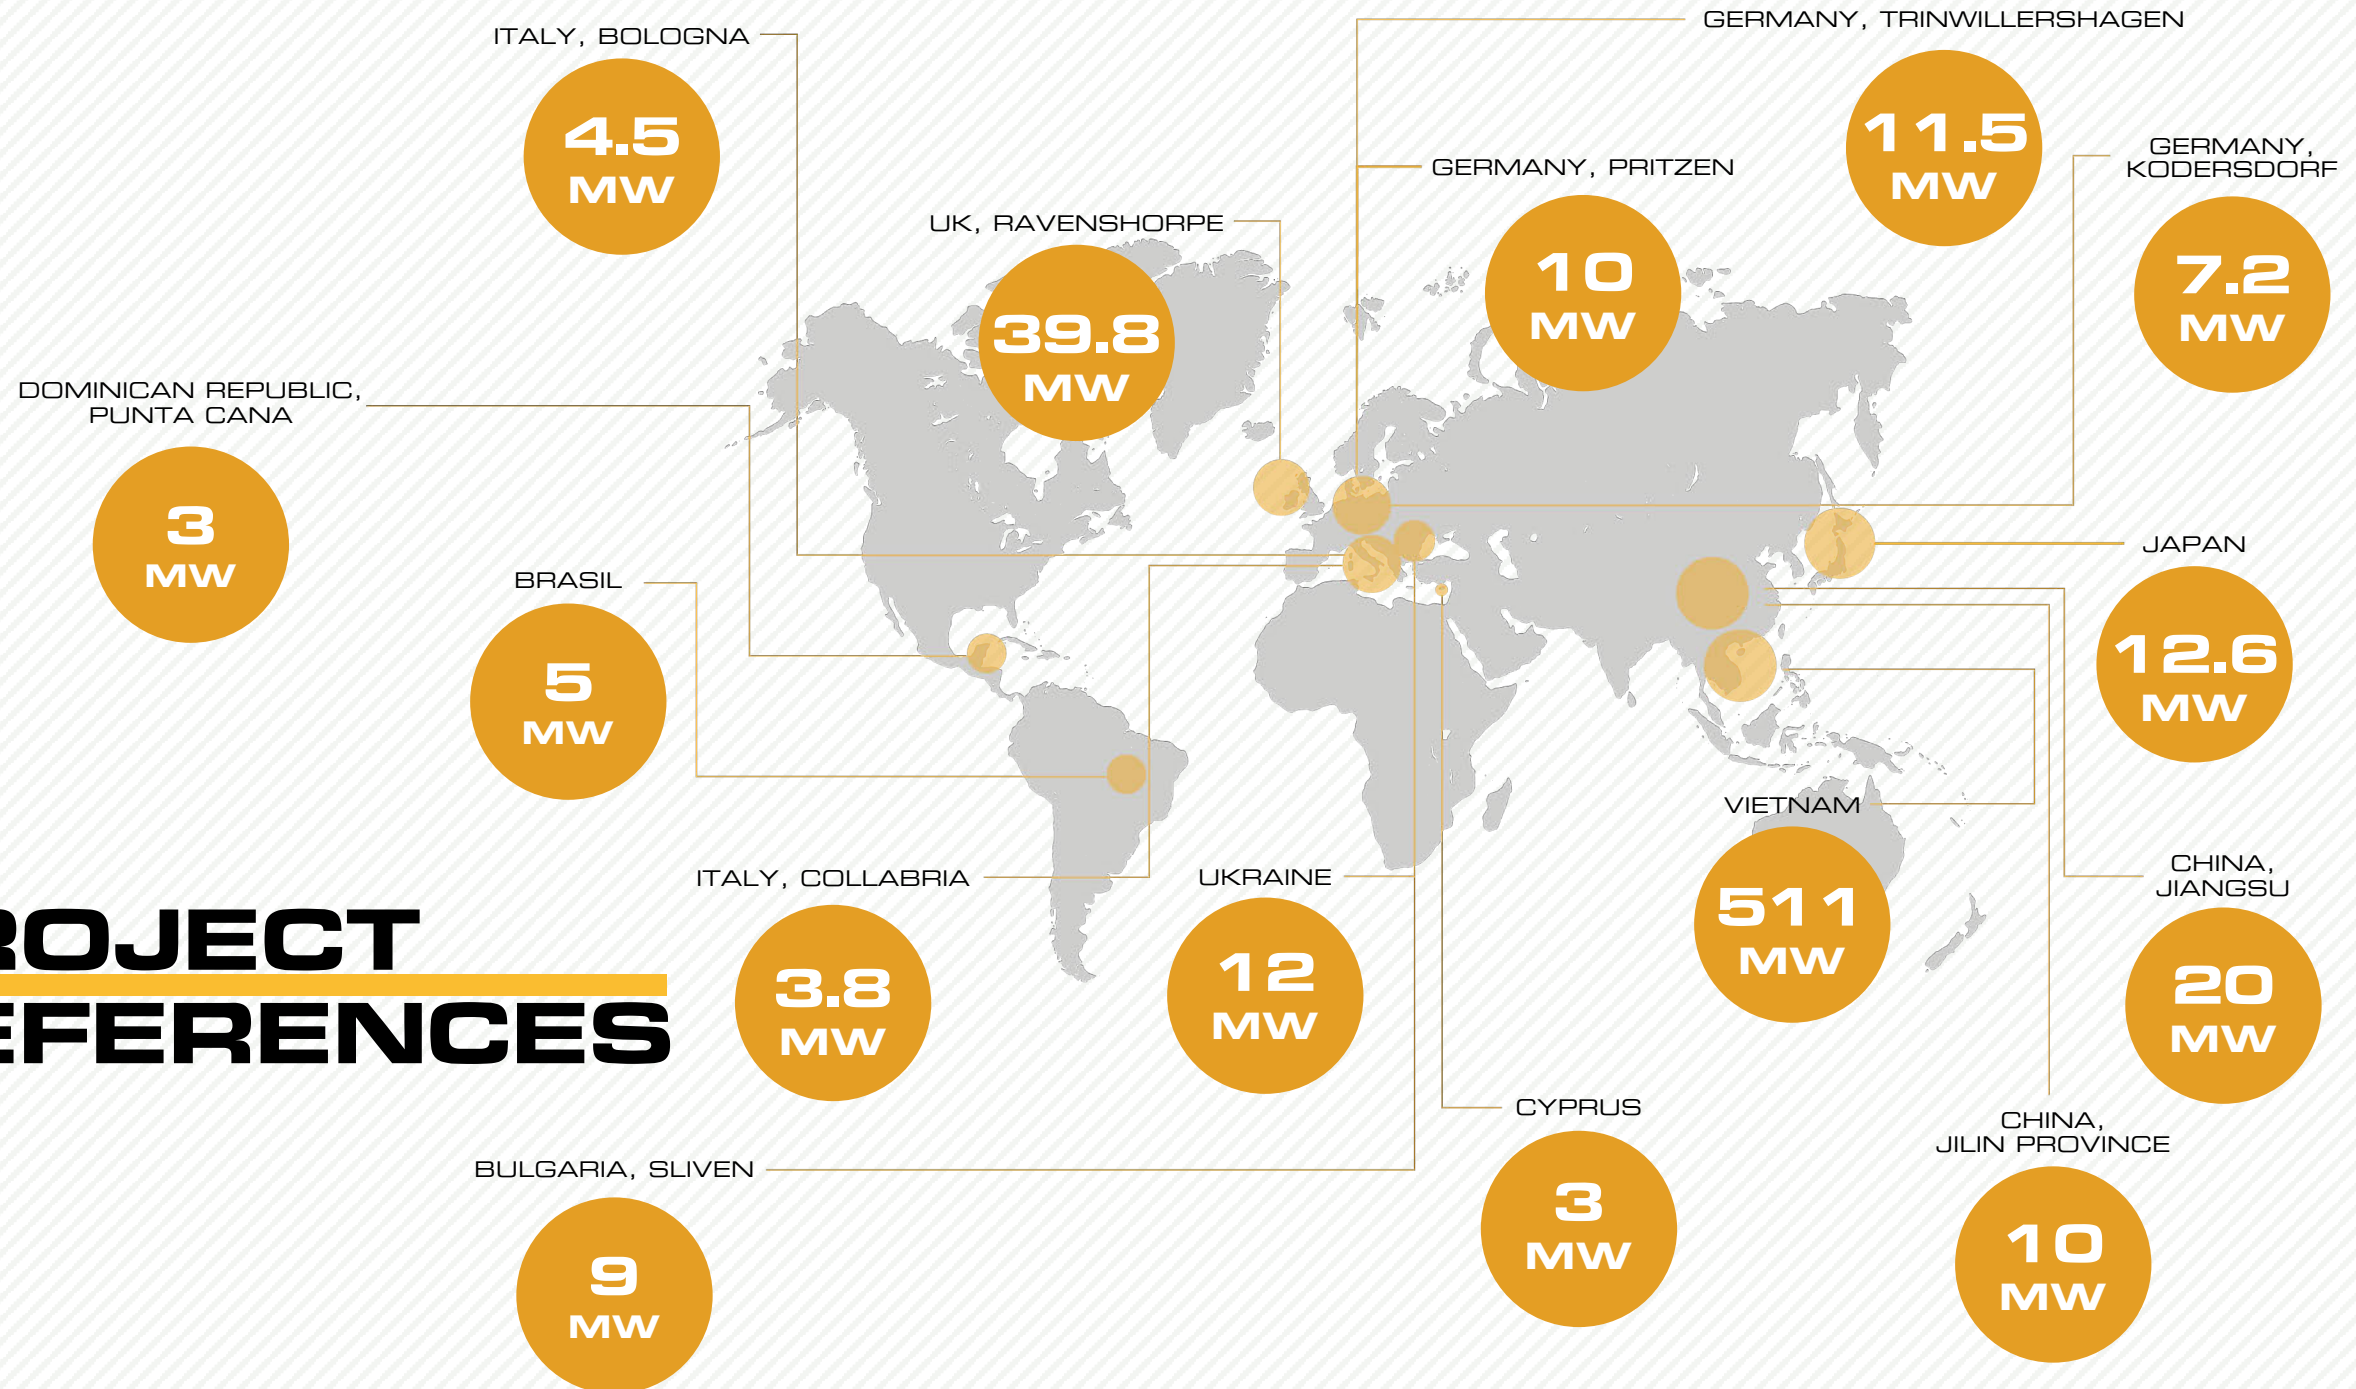 ITALY, BOLOGNA
4.5
MW
GERMANY, TRINWILLERSHAGEN
11.5
MW
GERMANY, PRITZEN
10
MW
GERMANY,
KODERSDORF
7.2
MW
UK, RAVENSHORPE
39.8
MW
DOMINICAN REPUBLIC,
PUNTA CANA
3
MW
BRASIL
5
MW
JAPAN
12.6
MW
VIETNAM
511
MW
CHINA,
JIANGSU
20
MW
ITALY, COLLABRIA
3.8
MW
UKRAINE
12
MW
ROJECT
EFERENCES
CYPRUS
3
MW
CHINA,
JILIN PROVINCE
10
MW
BULGARIA, SLIVEN
9
MW